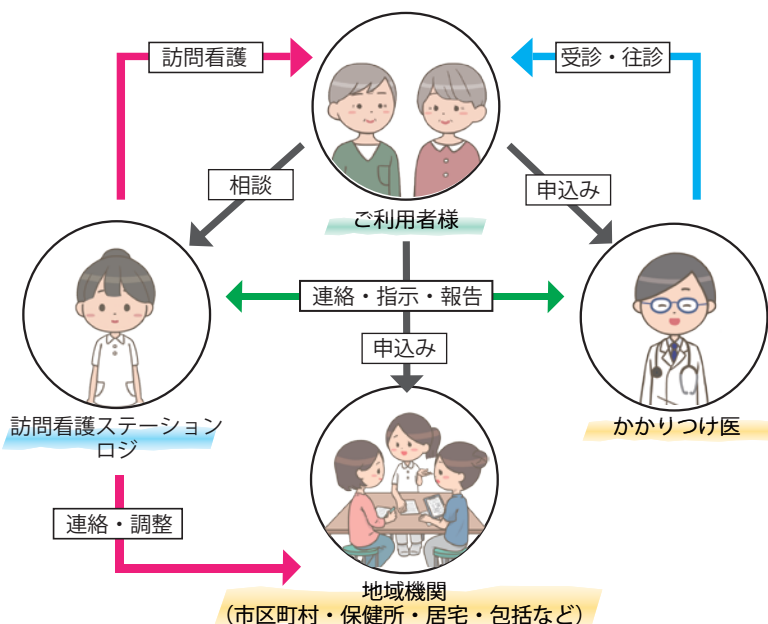 訪問看護
受診・往診
相談
申込み
ご利用者様
連絡・指示・報告
申込み
訪問看護ステーション
ロジ
かかりつけ医
連絡・調整
地域機関
（市区町村・保健所・居宅・包括など）